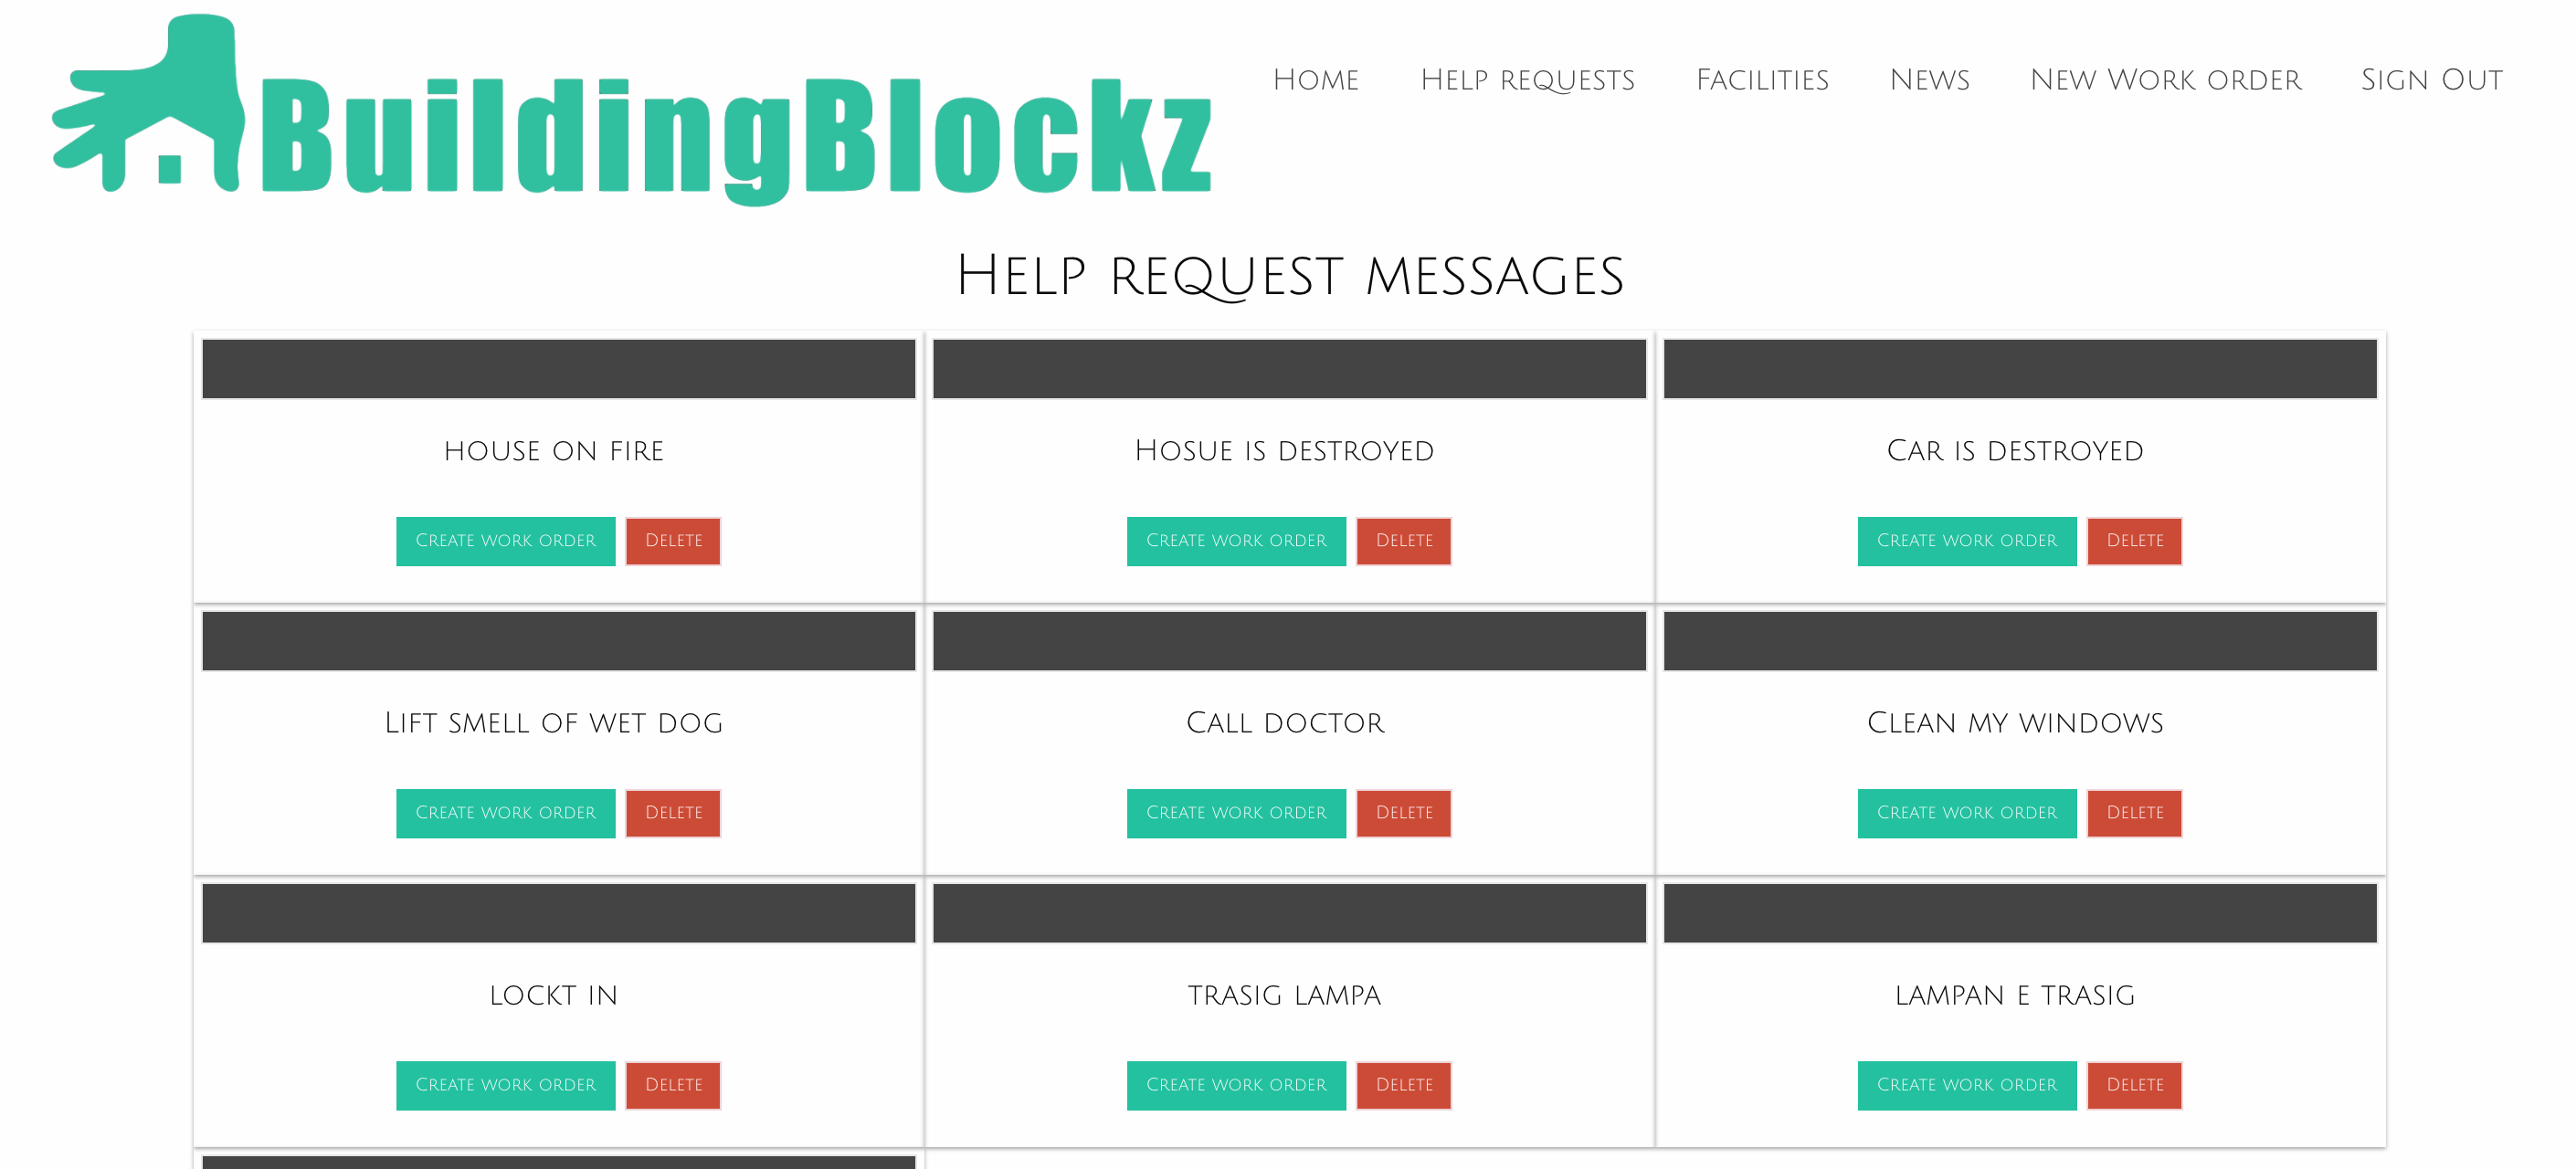 BuildingBlockz
Home Help requests Facilities News New Work order Sign Out
Help request messages
house on fire Hosue is destroyed Car is destroyed
Create work order Delete Create work order Delete Create work order Delete
Lift smell of wet dog Call doctor Clean my windows
Create work order Delete Create work order Delete Create work order Delete
lockt in trasig lampa lampan e trasig
Create work order Delete Create work order Delete Create work order Delete